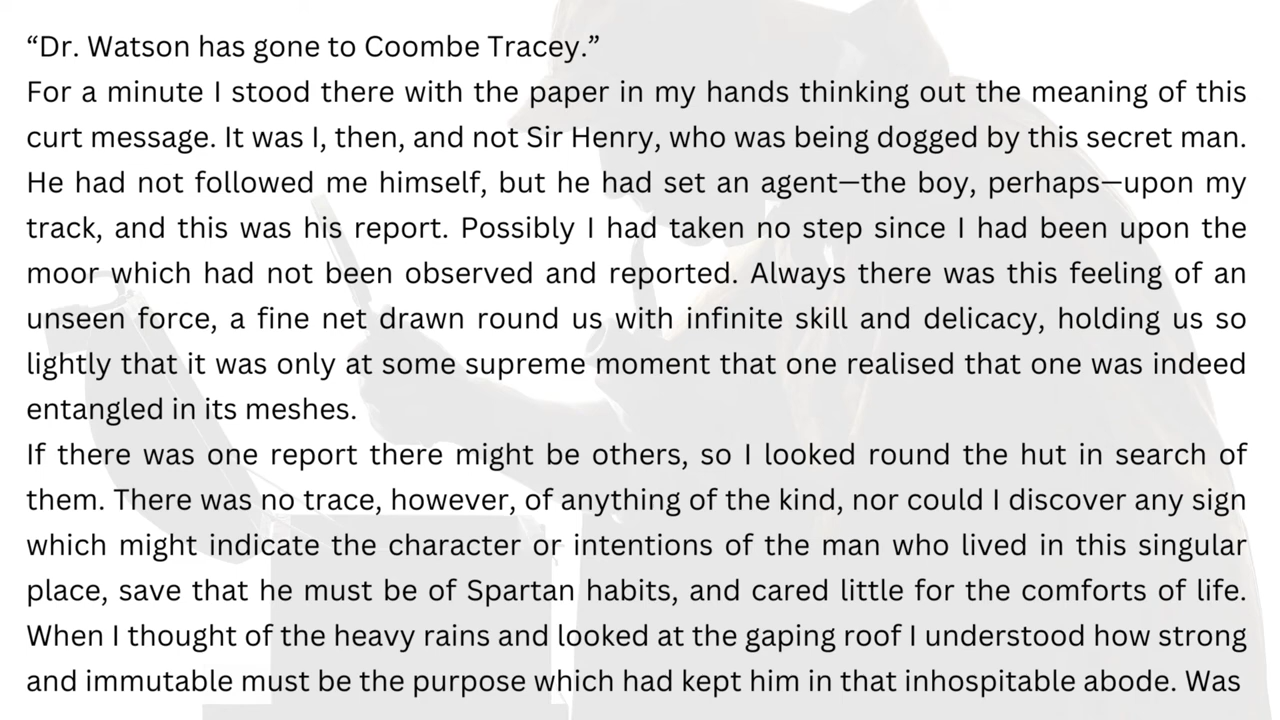 “Dr. Watson has gone to Coombe Tracey.”
For a minute I stood there with the paper in my hands thinking out the meaning of this
curt message. It was I, then, and not Sir Henry, who was being dogged by this secret man.
He had not followed me himself, but he had set an agent—the boy, perhaps—upon my
track, and this was his report. Possibly I had taken no step since I had been upon the
moor which had not been observed and reported. Always there was this feeling of an
unseen force, a fine net drawn round us with infinite skill and delicacy, holding us so
lightly that it was only at some supreme moment that one realised that one was indeed
entangled in its meshes.
If there was one report there might be others, so I looked round the hut in search of
them. There was no trace, however, of anything of the kind, nor could I discover any sign
which might indicate the character or intentions of the man who lived in this singular
place, save that he must be of Spartan habits, and cared little for the comforts of life.
When I thought of the heavy rains and looked at the gaping roof I understood how strong
and immutable must be the purpose which had kept him in that inhospitable abode. Was